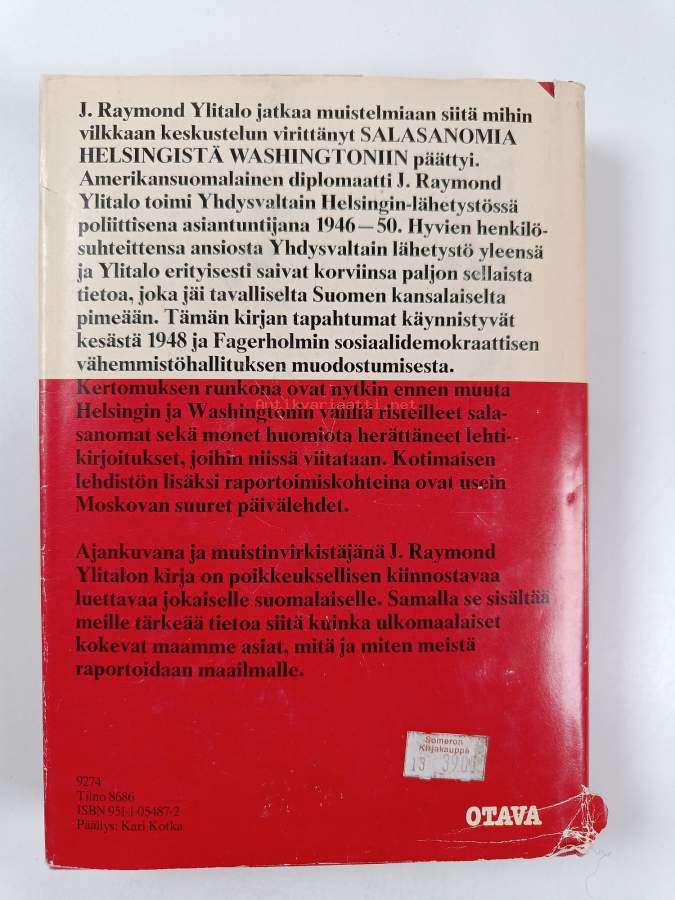 J. Raymond Ylitalo jatkaa muistelmiaan siitä mihin
vilkkaan keskustelun virittänyt SALASANOMIA
HELSINGISTÄ WASHINGTONIIN päättyi.
Amerikansuomalainen diplomaatti J. Raymond
Ylitalo toimi Yhdysvaltain Helsingin-lähetystössä
poliittisena asiantuntijana 1946—50. Hyvien henkilö-
suhteittensa ansiosta Yhdysvaltain lähetystö yleensä
ja Ylitalo erityisesti saivat korviinsa paljon sellaista
tietoa, joka jäi tavalliselta Suomen kansalaiselta
pimeään. Tämän kirjan tapahtumat käynnistyvät
kesästä 1948 ja Fagerholmin sosiaalidemokraattisen
vähemmistöhallituksen muodostumisesta.
Kertomuksen runkona ovat nytkin ennen muuta
Antikvariaatti.net
Helsingin ja Washingtonin väliä risteilleet sala-
sanomat sekä monet huomiota herättäneet lehti-
kirjoitukset, joihin niissä viitataan. Kotimaisen
lehdistön lisäksi raportoimiskohteina ovat usein
Moskovan suuret päivälehdet.
Ajankuvana ja muistinvirkistäjänä J. Raymond
Ylitalon kirja on poikkeuksellisen kiinnostavaa
luettavaa jokaiselle suomalaiselle. Samalla se sisältää
meille tärkeää tietoa siitä kuinka ulkomaalaiset
kokevat maamme asiat, mitä ja miten meistä
raportoidaan maailmalle.
Someron
Kirjakauppa
13
9274
Tilno 8686
ISBN 951-1-05487-2
Päällys: Kari Kotka
OTAVA